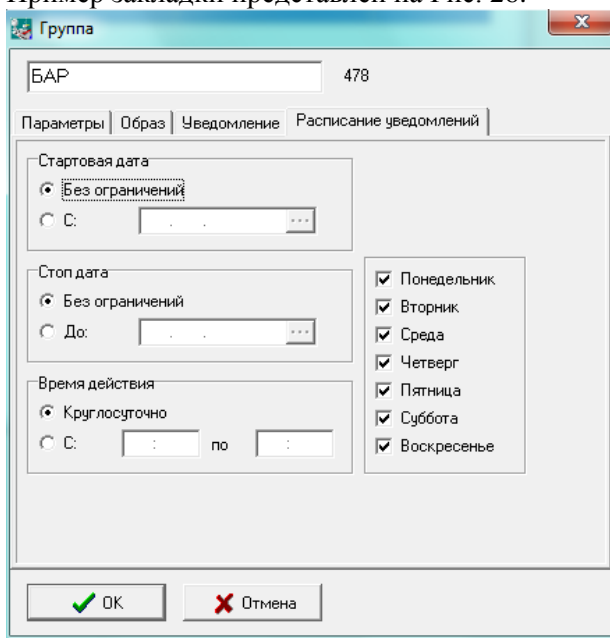 Пример закладки представлен на Рис. 28.
Группа
БАР 478
Параметры Образ Уведомление Расписание уведомлений
Стартовая дата
Без ограничений
С: . . ...
Стоп дата
Без ограничений
До: . . ...
Время действия
Круглосуточно
С: : по :
Понедельник
Вторник
Среда
Четверг
Пятница
Суббота
Воскресенье
ОК Отмена